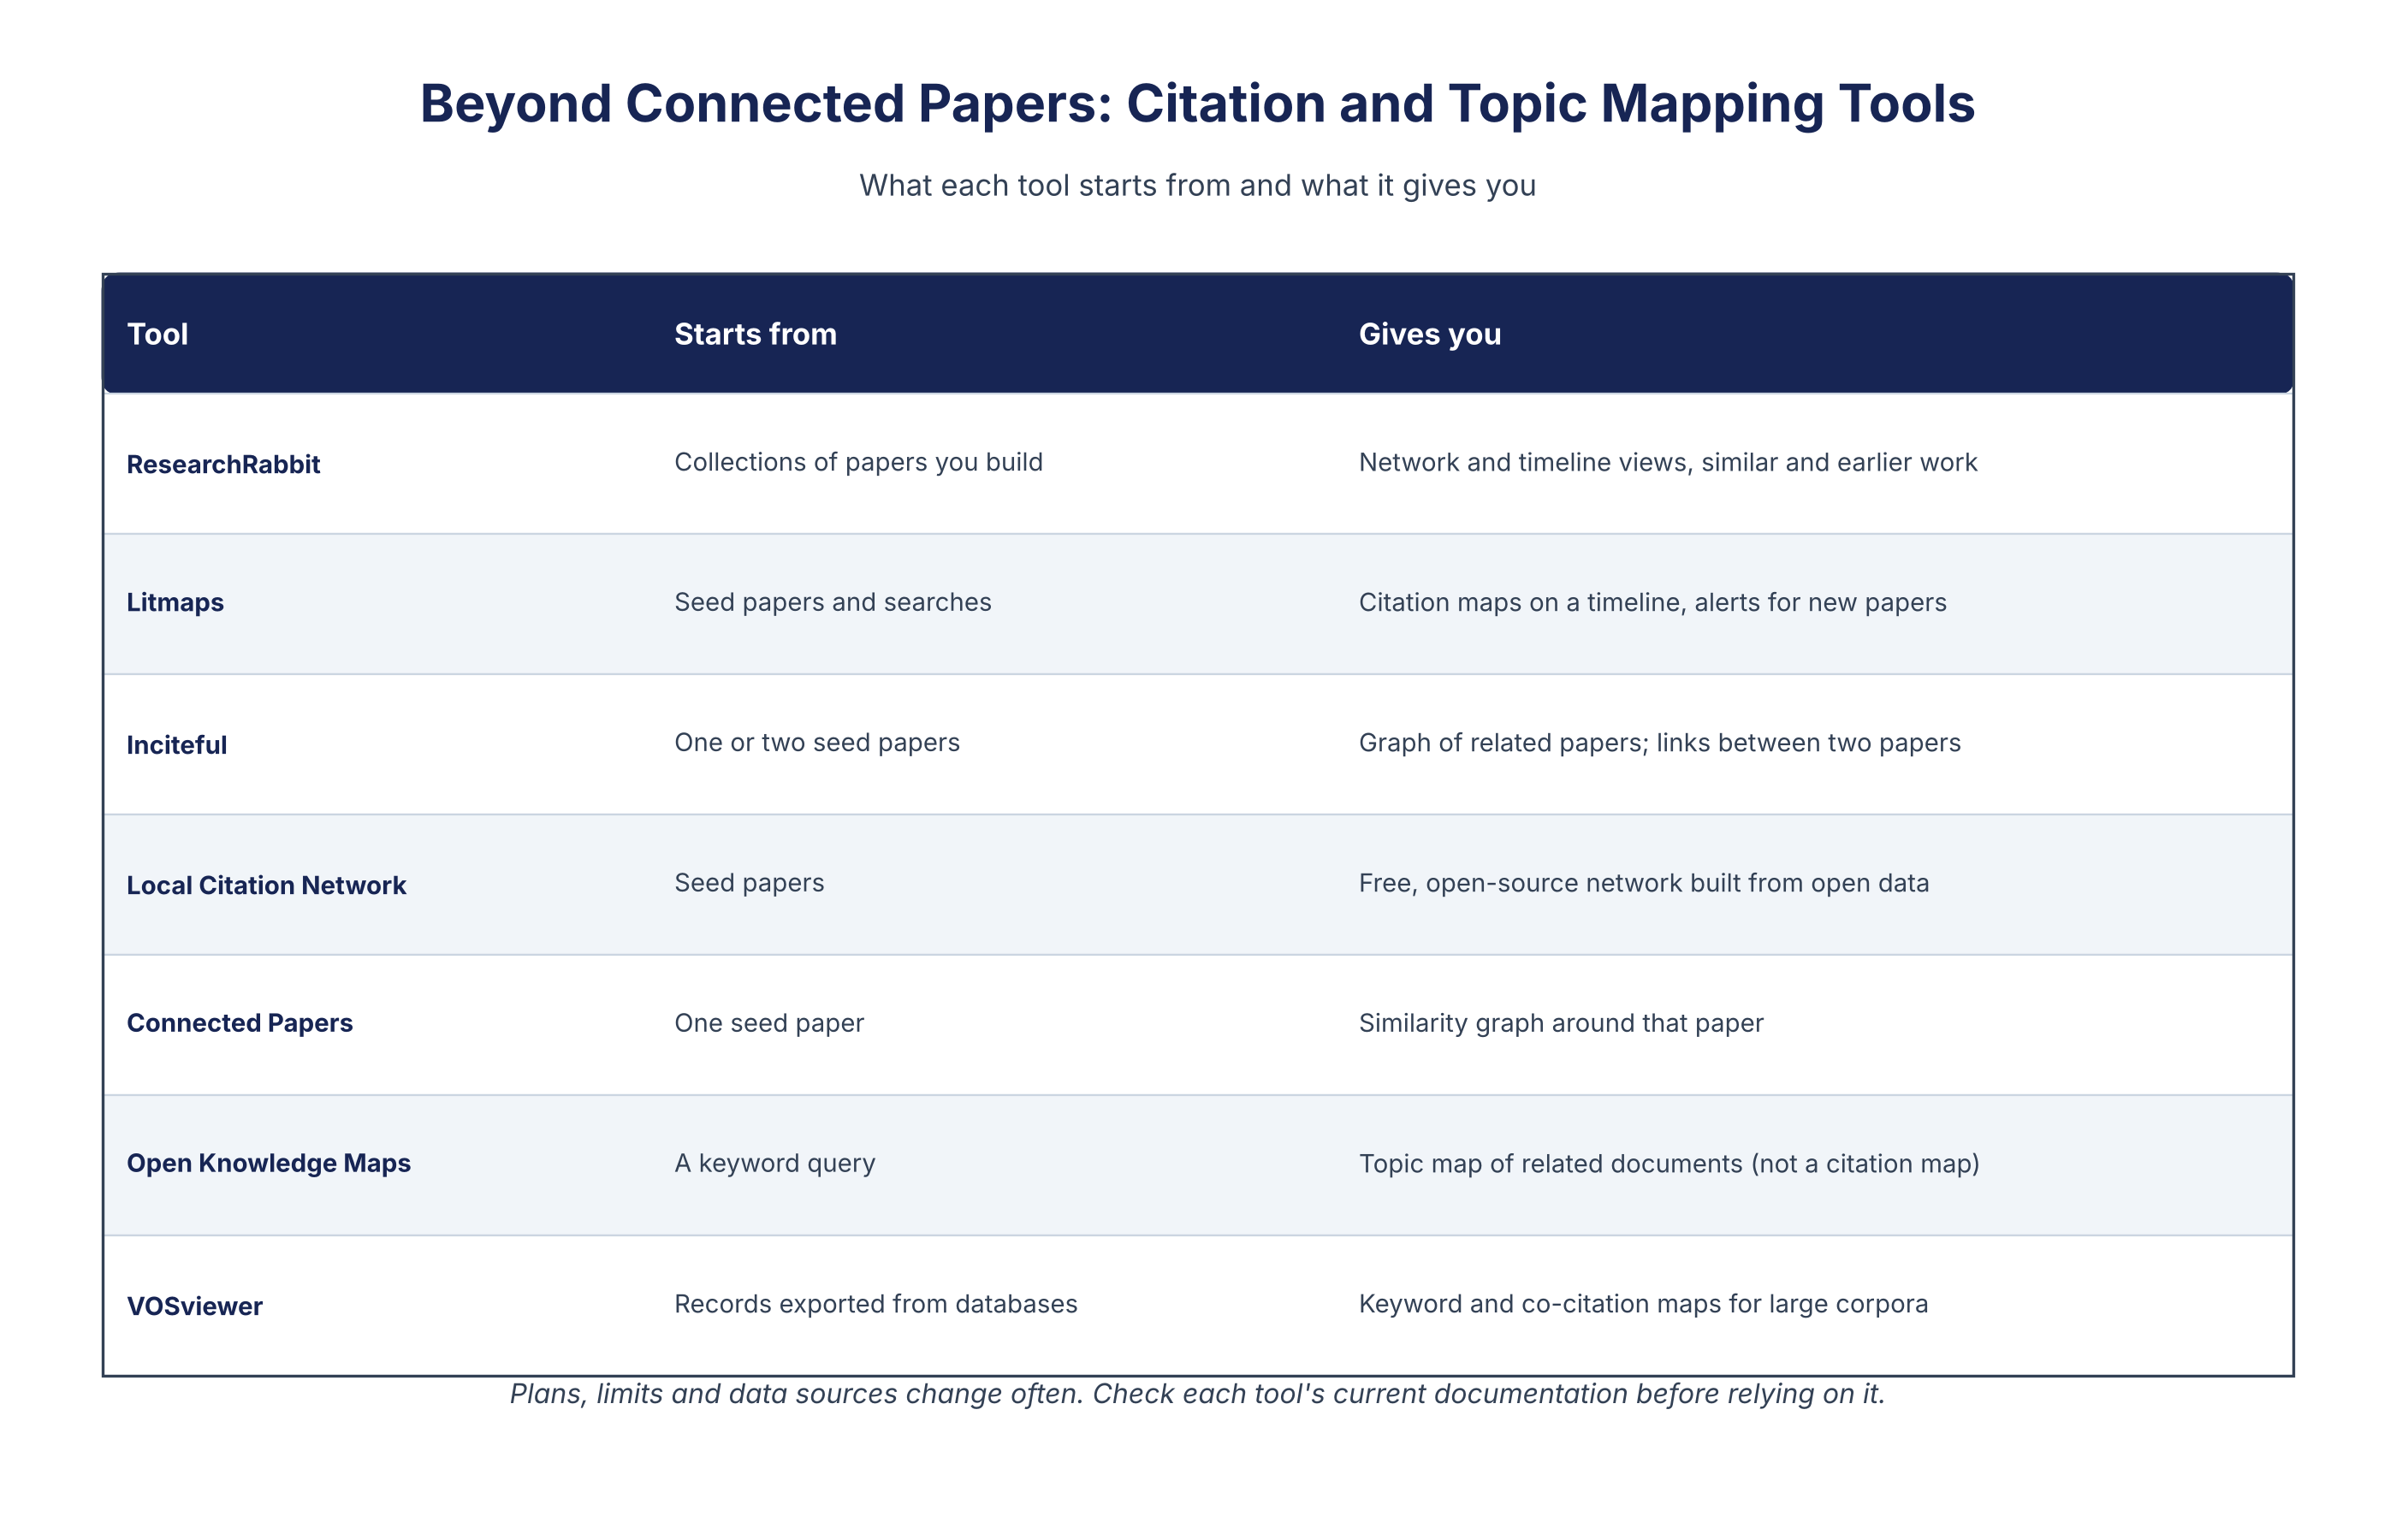 Beyond Connected Papers: Citation and Topic Mapping Tools
What each tool starts from and what it gives you
Tool Starts from Gives you
ResearchRabbit Collections of papers you build Network and timeline views, similar and earlier work
Litmaps Seed papers and searches Citation maps on a timeline, alerts for new papers
Inciteful One or two seed papers Graph of related papers; links between two papers
Local Citation Network Seed papers Free, open-source network built from open data
Connected Papers One seed paper Similarity graph around that paper
Open Knowledge Maps A keyword query Topic map of related documents (not a citation map)
VOSviewer Records exported from databases Keyword and co-citation maps for large corpora
Plans, limits and data sources change often. Check each tool's current documentation before relying on it.